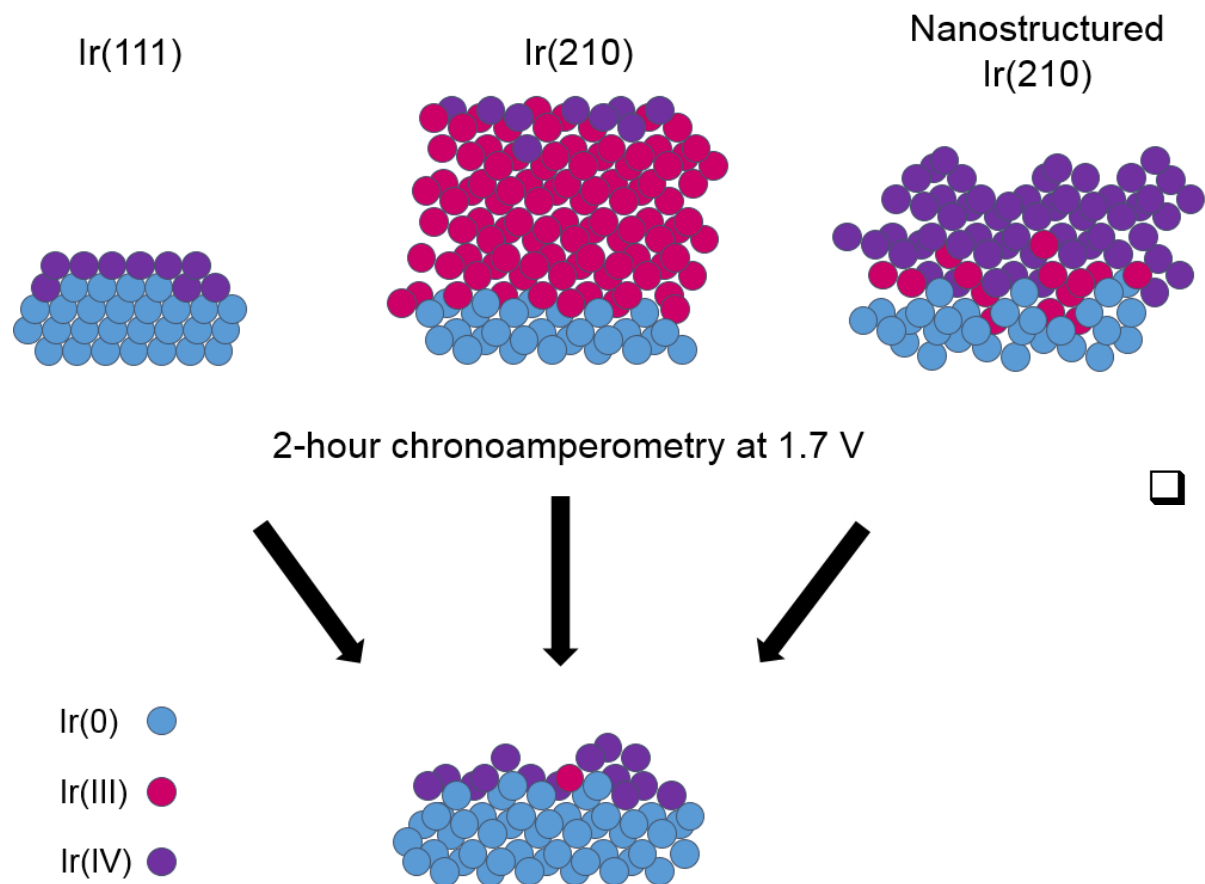 Ir(111)
Ir(210)
Nanostructured
Ir(210)
2-hour chronoamperometry at 1.7 V
Ir(0)
Ir(III)
Ir(IV)